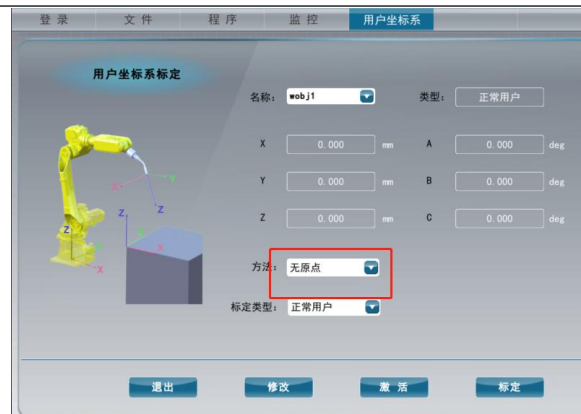 登录 文件 程序 监控 用户坐标系
用户坐标系标定
名称： wobj1 类型： 正常用户
X 0.000 mm A 0.000 deg
Y 0.000 mm B 0.000 deg
Z 0.000 mm C 0.000 deg
方法： 无原点
标定类型： 正常用户
X Y Z
Z X
Z Y X
退出 修改 激活 标定